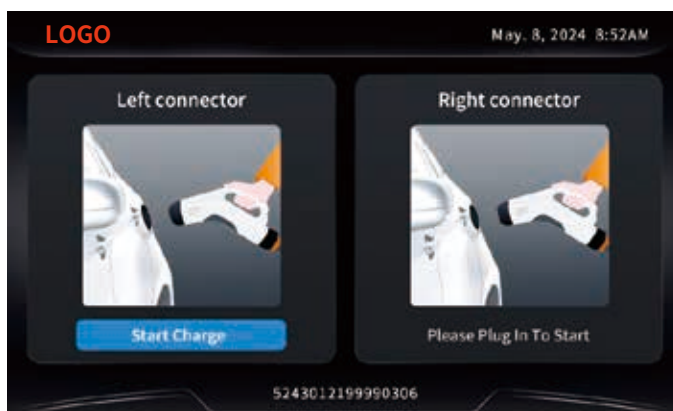 LOGO
May. 8, 2024 8:52AM
Left connector
Right connector
Start Charge
Please Plug In To Start
5243012199990306